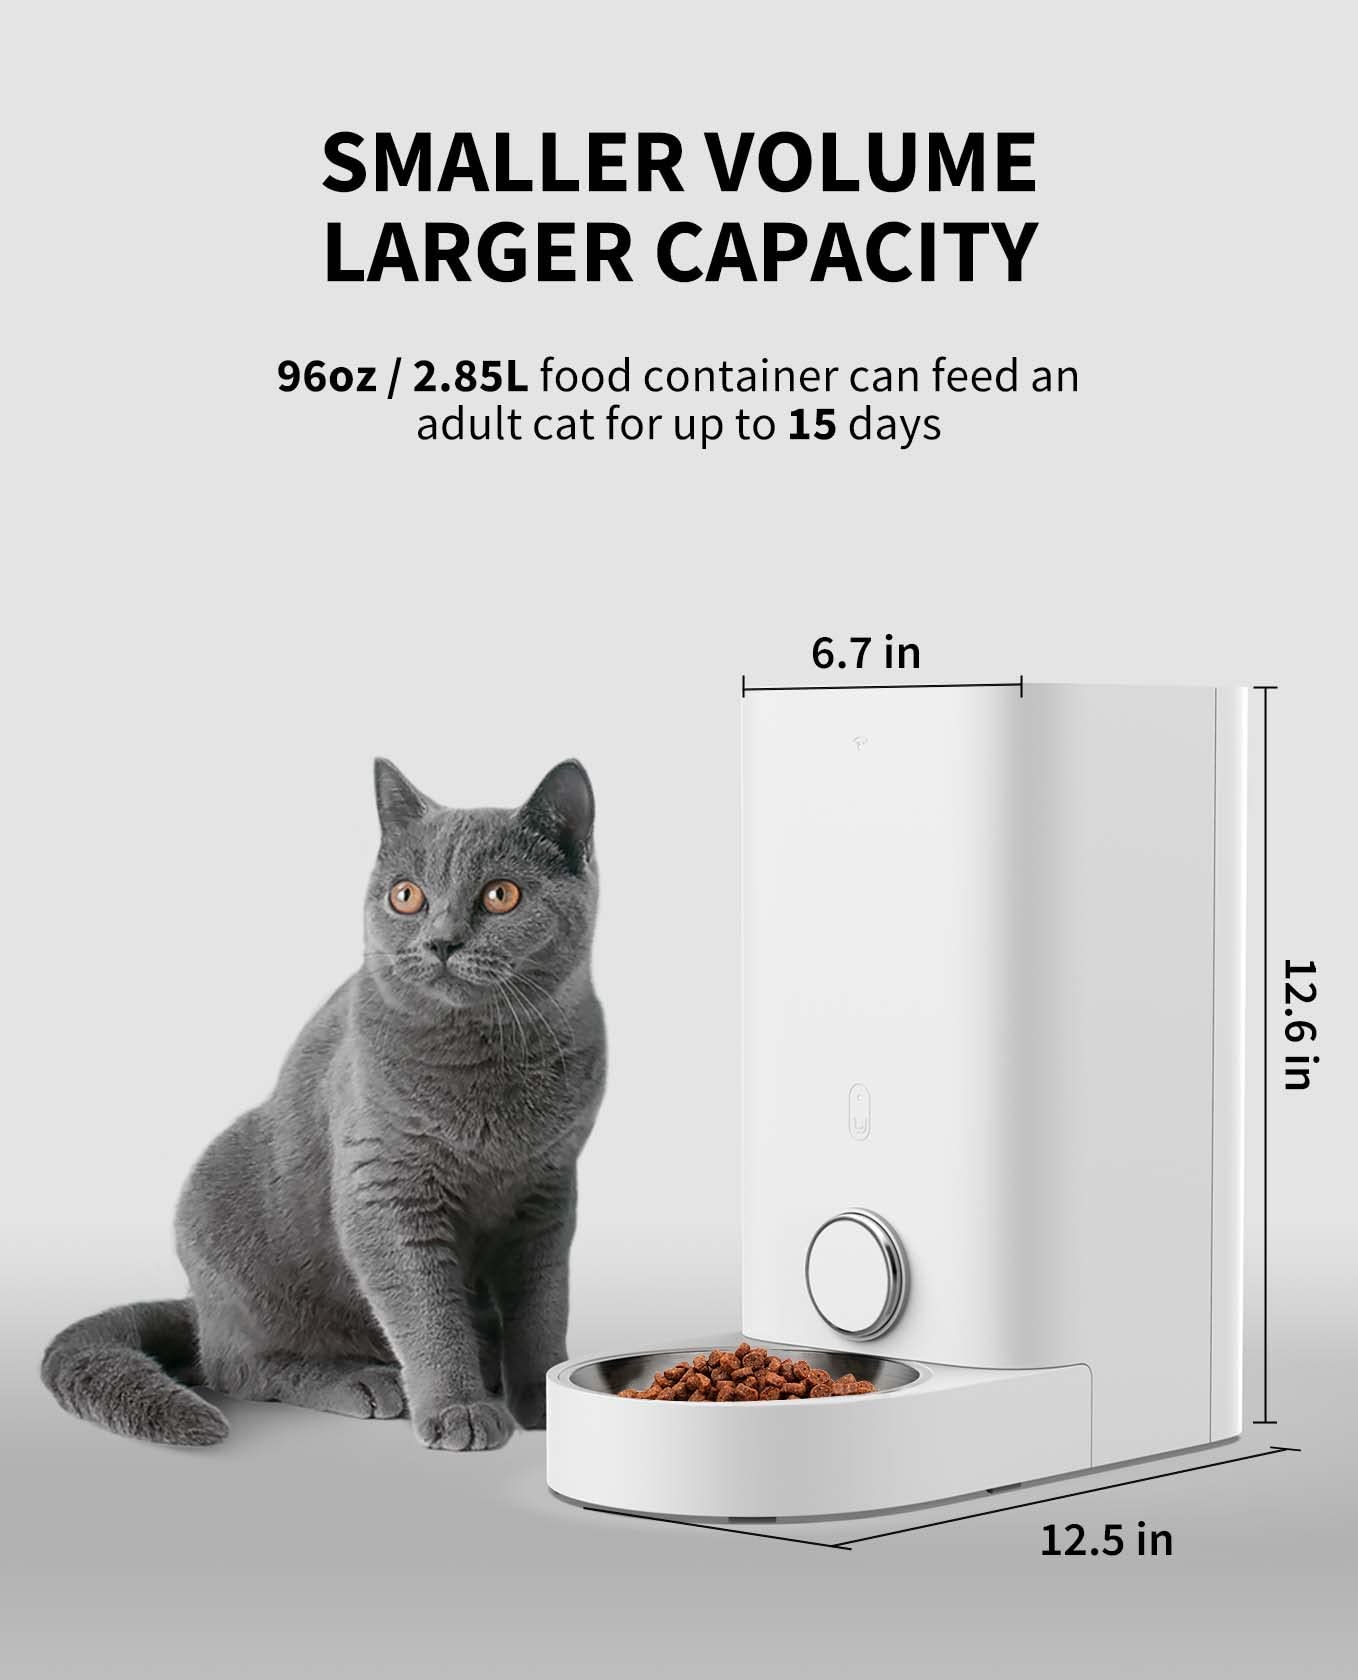 SMALLER VOLUME
LARGER CAPACITY
96oz / 2.85L food container can feed an
adult cat for up to 15 days
6.7 in
12.6 in
12.5 in